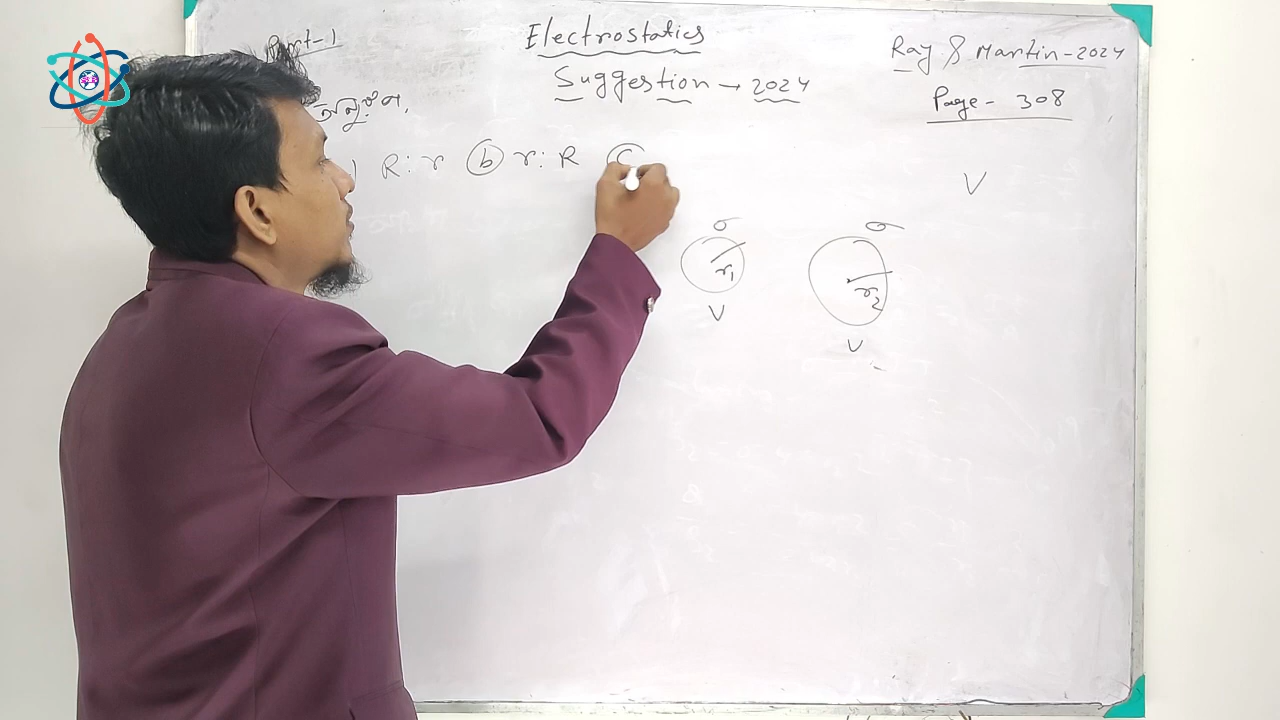 Part-1
Electrostatics
Suggestion → 2024
Ray & Martin-2024
Page - 308
R:r (b) r:R (c
V
σ σ
r₁ r₂
V V